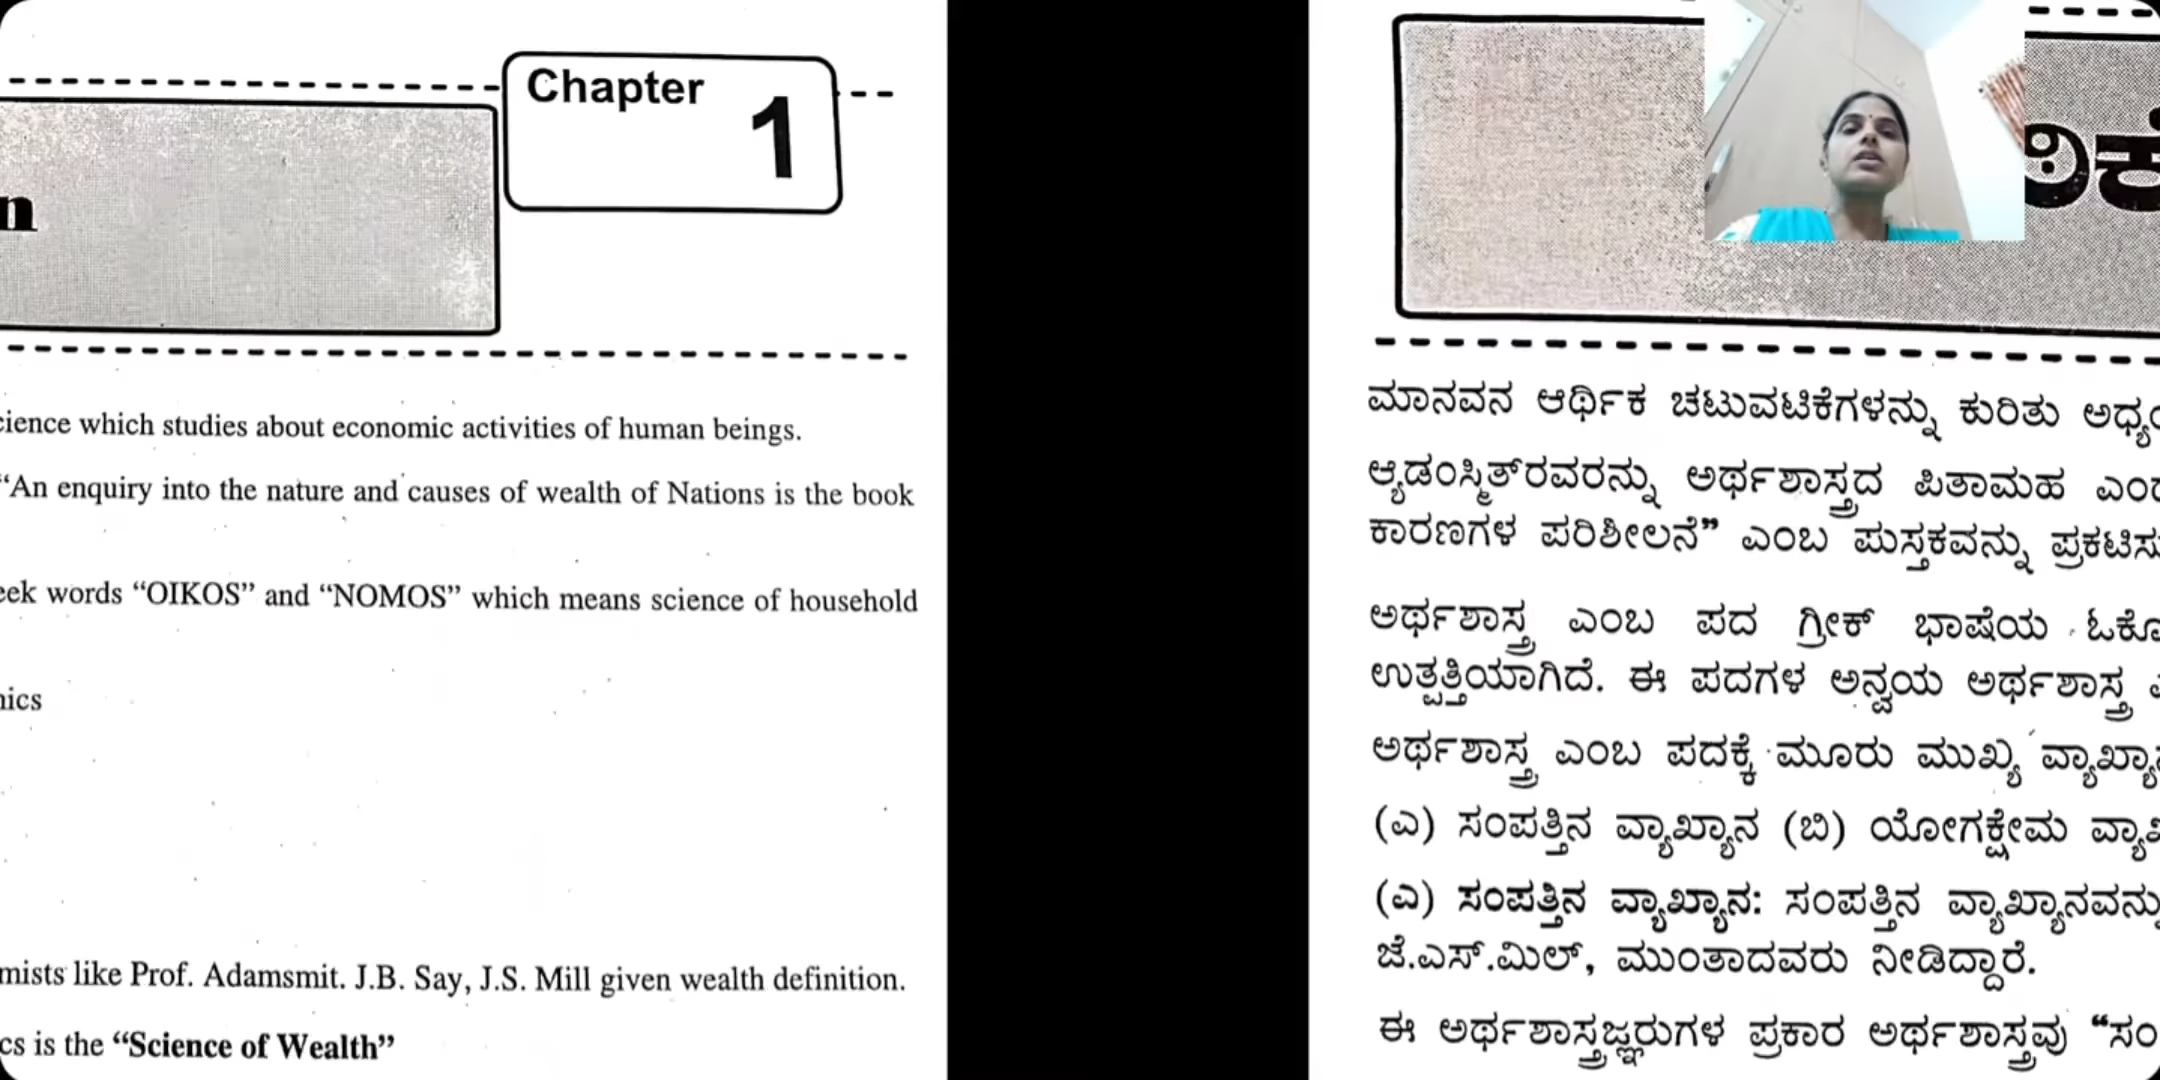 Chapter
1
n
cience which studies about economic activities of human beings.
“An enquiry into the nature and causes of wealth of Nations is the book
eek words “OIKOS” and “NOMOS” which means science of household
nics
mists like Prof. Adamsmit. J.B. Say, J.S. Mill given wealth definition.
cs is the “Science of Wealth”
ಮಾನವನ ಆರ್ಥಿಕ ಚಟುವಟಿಕೆಗಳನ್ನು ಕುರಿತು ಅಧ್ಯ
ಆ್ಯಡಂಸ್ಮಿತ್‌ರವರನ್ನು ಅರ್ಥಶಾಸ್ತ್ರದ ಪಿತಾಮಹ ಎಂದ
ಕಾರಣಗಳ ಪರಿಶೀಲನೆ” ಎಂಬ ಪುಸ್ತಕವನ್ನು ಪ್ರಕಟಿಸು
ಅರ್ಥಶಾಸ್ತ್ರ ಎಂಬ ಪದ ಗ್ರೀಕ್ ಭಾಷೆಯ ಓಕೊ
ಉತ್ಪತ್ತಿಯಾಗಿದೆ. ಈ ಪದಗಳ ಅನ್ವಯ ಅರ್ಥಶಾಸ್ತ್ರ
ಅರ್ಥಶಾಸ್ತ್ರ ಎಂಬ ಪದಕ್ಕೆ ಮೂರು ಮುಖ್ಯ ವ್ಯಾಖ್ಯಾನ
(ಎ) ಸಂಪತ್ತಿನ ವ್ಯಾಖ್ಯಾನ (ಬಿ) ಯೋಗಕ್ಷೇಮ ವ್ಯಾಖ
(ಎ) ಸಂಪತ್ತಿನ ವ್ಯಾಖ್ಯಾನ: ಸಂಪತ್ತಿನ ವ್ಯಾಖ್ಯಾನವನ್ನು
ಜೆ.ಎಸ್.ಮಿಲ್, ಮುಂತಾದವರು ನೀಡಿದ್ದಾರೆ.
ಈ ಅರ್ಥಶಾಸ್ತ್ರಜ್ಞರುಗಳ ಪ್ರಕಾರ ಅರ್ಥಶಾಸ್ತ್ರವು “ಸಂ